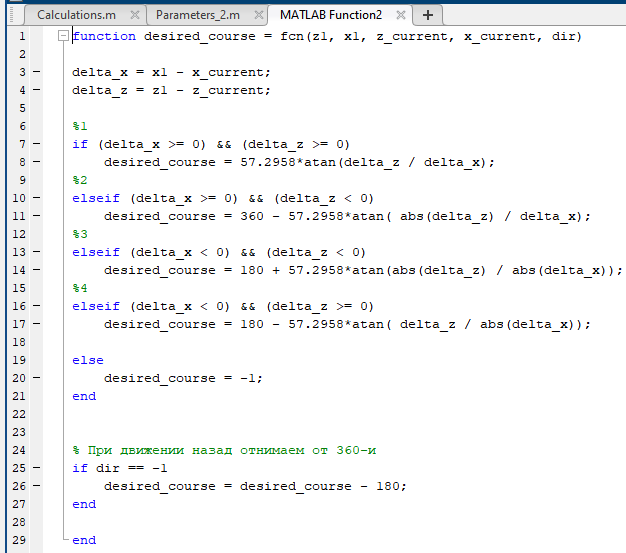 Calculations.m × Parameters_2.m × MATLAB Function2 × +
1 function desired_course = fcn(z1, x1, z_current, x_current, dir)
2
3 – delta_x = x1 - x_current;
4 – delta_z = z1 - z_current;
5
6 %1
7 – if (delta_x >= 0) && (delta_z >= 0)
8 – desired_course = 57.2958*atan(delta_z / delta_x);
9 %2
10 – elseif (delta_x >= 0) && (delta_z < 0)
11 – desired_course = 360 - 57.2958*atan( abs(delta_z) / delta_x);
12 %3
13 – elseif (delta_x < 0) && (delta_z < 0)
14 – desired_course = 180 + 57.2958*atan(abs(delta_z) / abs(delta_x));
15 %4
16 – elseif (delta_x < 0) && (delta_z >= 0)
17 – desired_course = 180 - 57.2958*atan( delta_z / abs(delta_x));
18
19 else
20 – desired_course = -1;
21 end
22
23
24 % При движении назад отнимаем от 360-и
25 – if dir == -1
26 – desired_course = desired_course - 180;
27 end
28
29 end